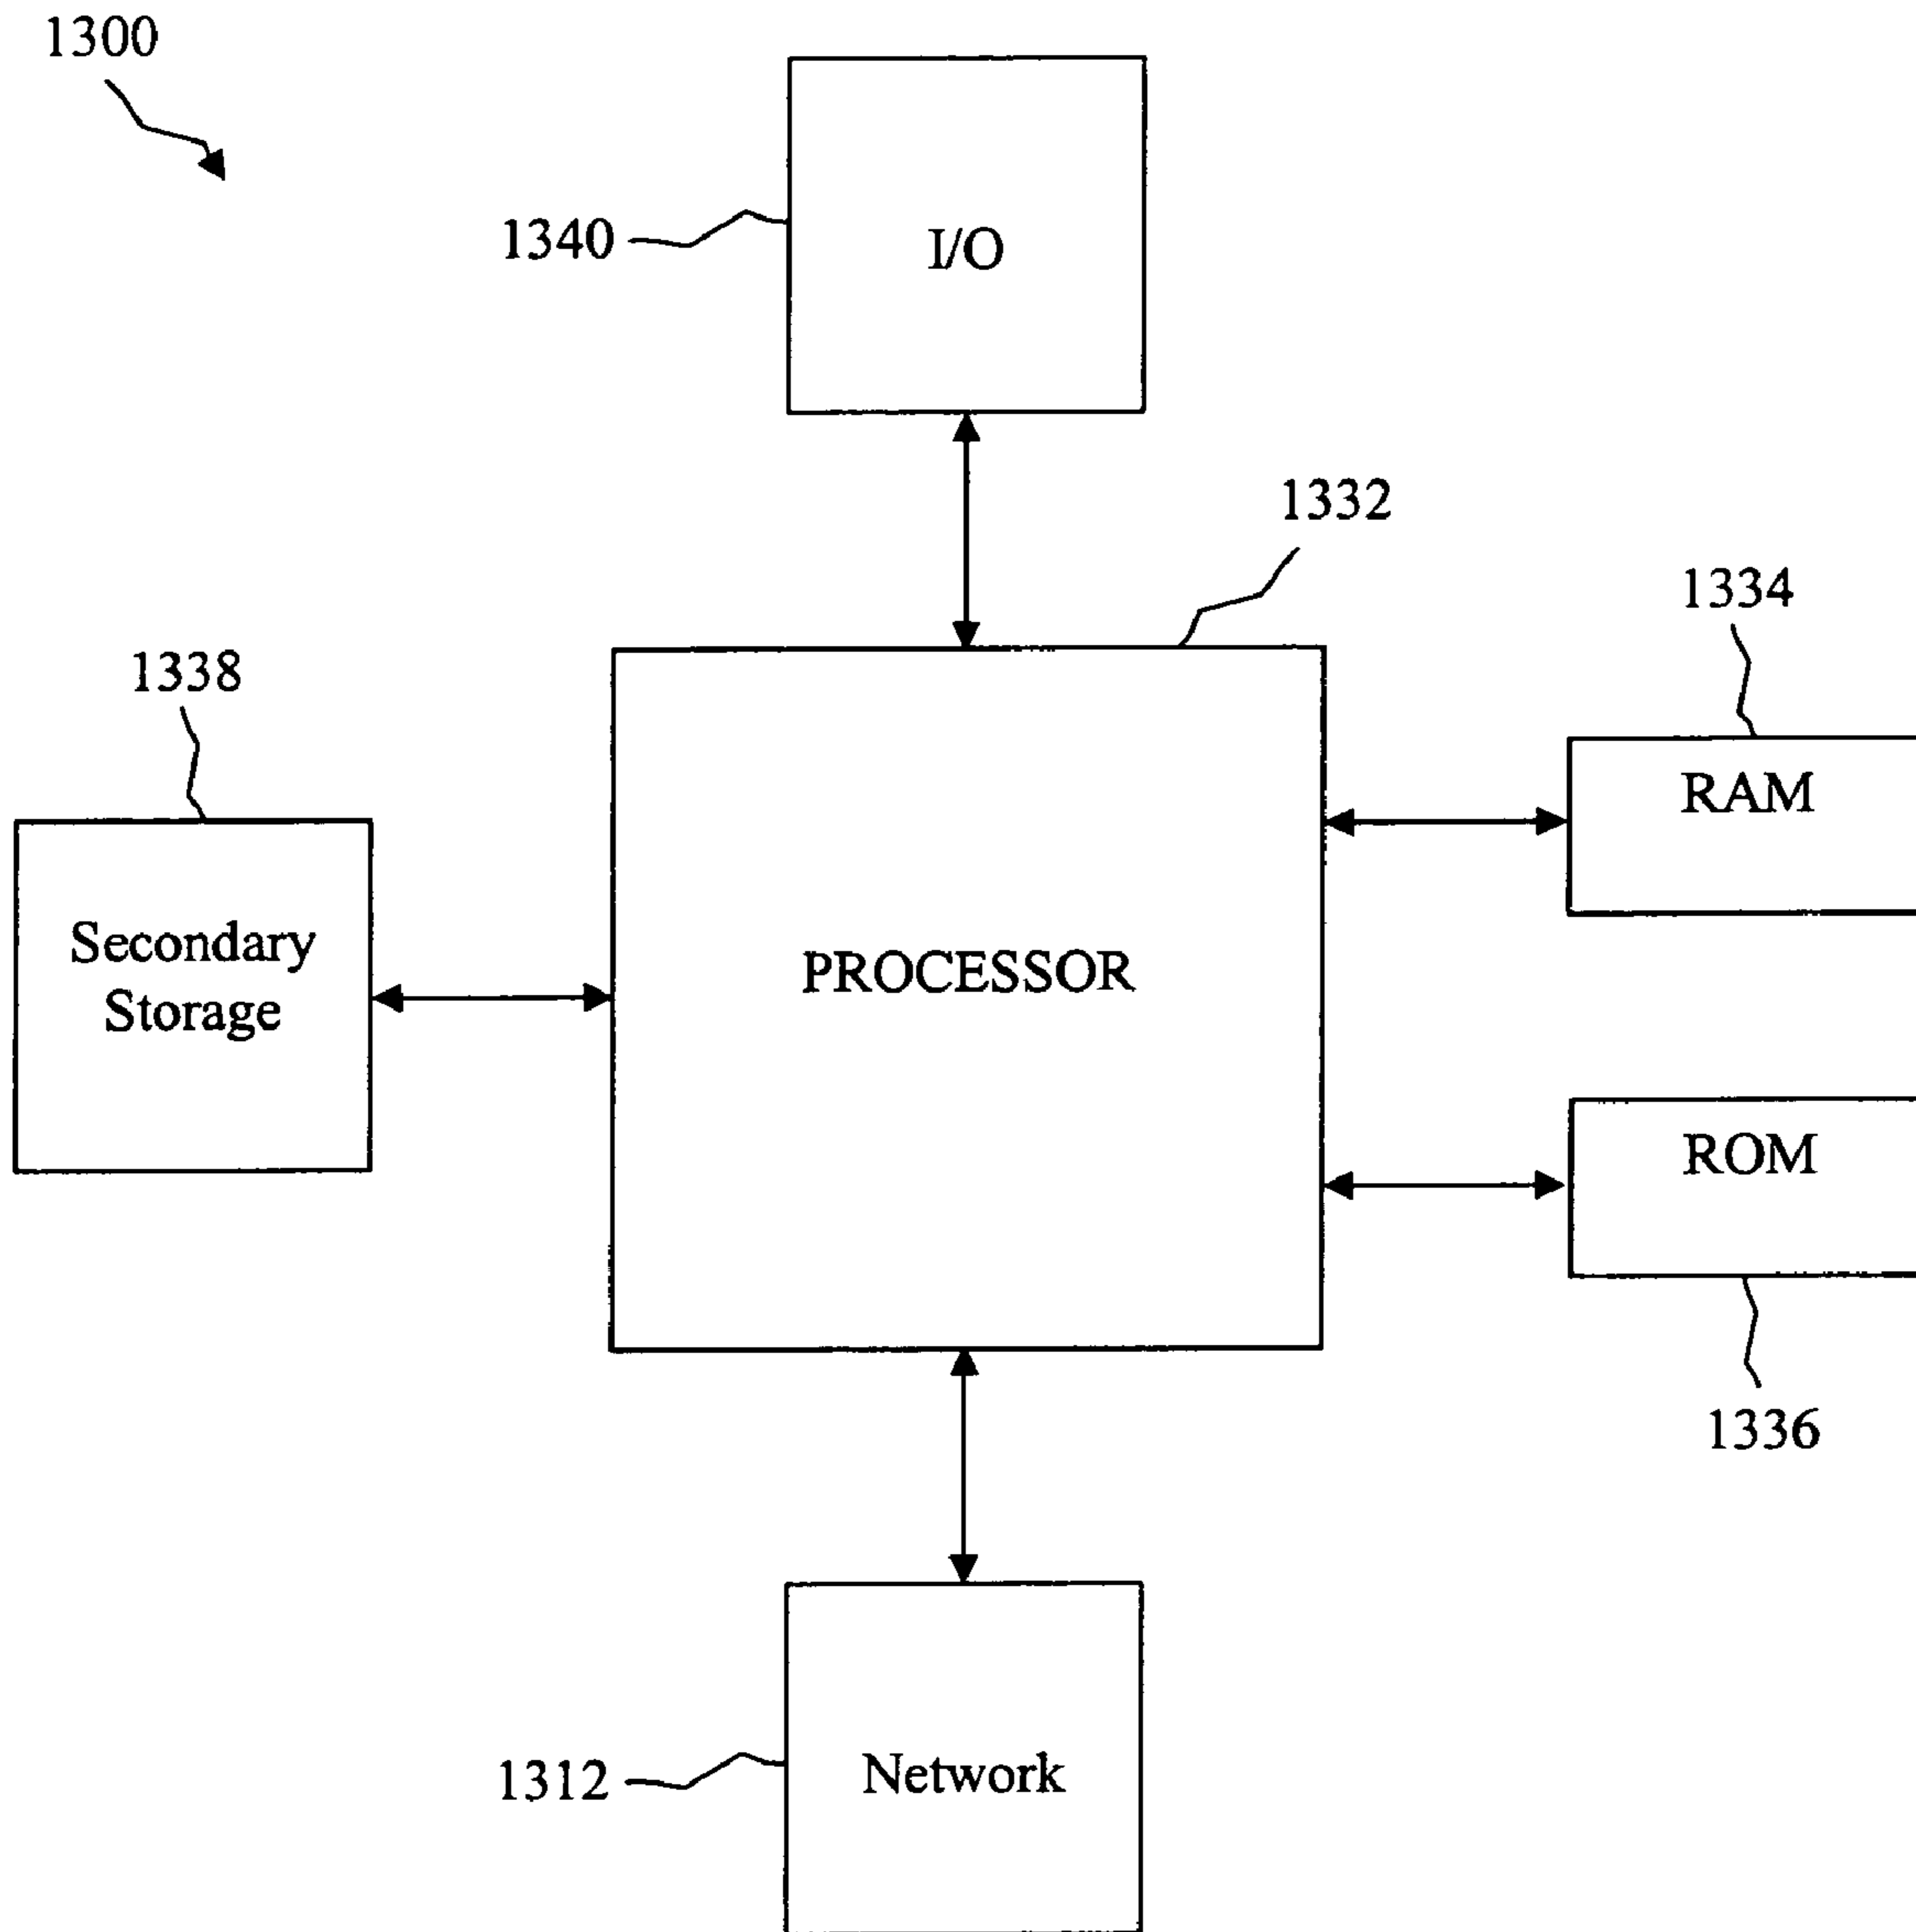 1300
1340
I/O
1332
1334
1338
RAM
Secondary
Storage
PROCESSOR
ROM
1336
1312
Network